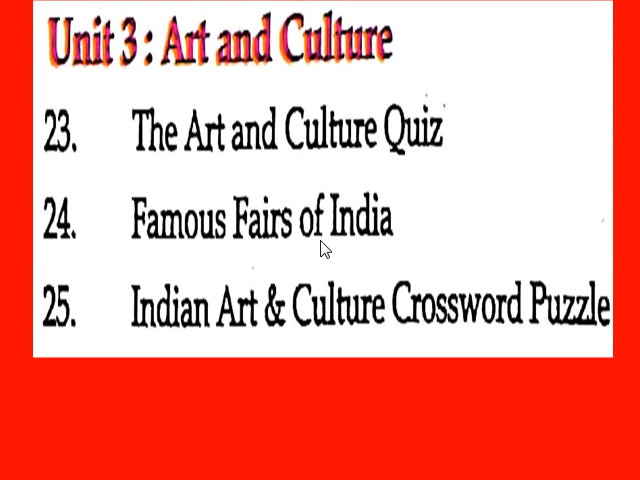 Unit 3 : Art and Culture
23. The Art and Culture Quiz
24. Famous Fairs of India
25. Indian Art & Culture Crossword Puzzle